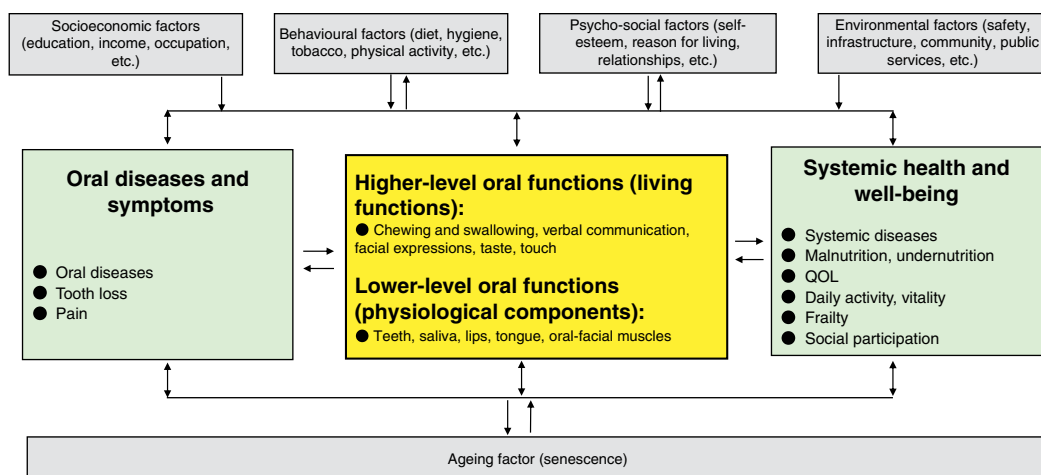 Socioeconomic factors
(education, income, occupation,
etc.)
Behavioural factors (diet, hygiene,
tobacco, physical activity, etc.)
Psycho-social factors (self-
esteem, reason for living,
relationships, etc.)
Environmental factors (safety,
infrastructure, community, public
services, etc.)
Oral diseases and
symptoms
● Oral diseases
● Tooth loss
● Pain
Higher-level oral functions (living
functions):
● Chewing and swallowing, verbal communication,
facial expressions, taste, touch
Lower-level oral functions
(physiological components):
● Teeth, saliva, lips, tongue, oral-facial muscles
Systemic health and
well-being
● Systemic diseases
● Malnutrition, undernutrition
● QOL
● Daily activity, vitality
● Frailty
● Social participation
Ageing factor (senescence)